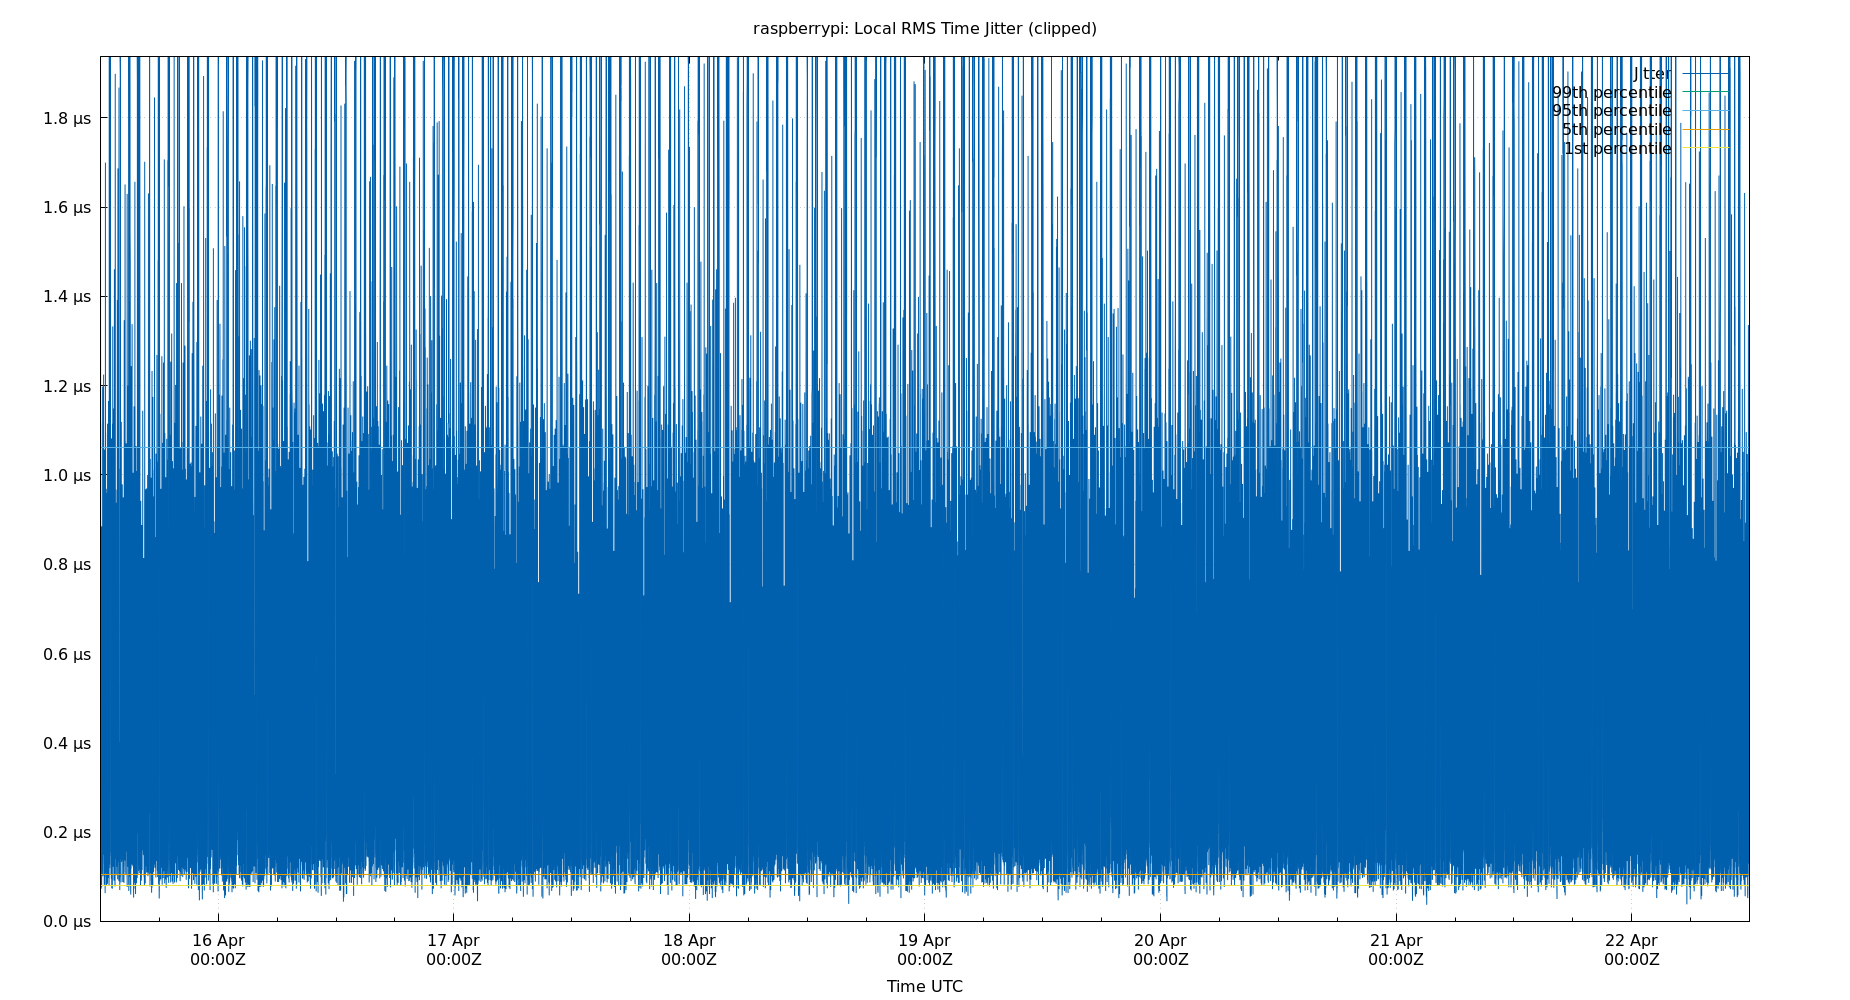 raspberrypi: Local RMS Time Jitter (clipped)
Jitter
99th percentile
95th percentile
5th percentile
1st percentile
1.8 µs
1.6 µs
1.4 µs
1.2 µs
1.0 µs
0.8 µs
0.6 µs
0.4 µs
0.2 µs
0.0 µs
16 Apr 17 Apr 18 Apr 19 Apr 20 Apr 21 Apr 22 Apr
00:00Z 00:00Z 00:00Z 00:00Z 00:00Z 00:00Z 00:00Z
Time UTC